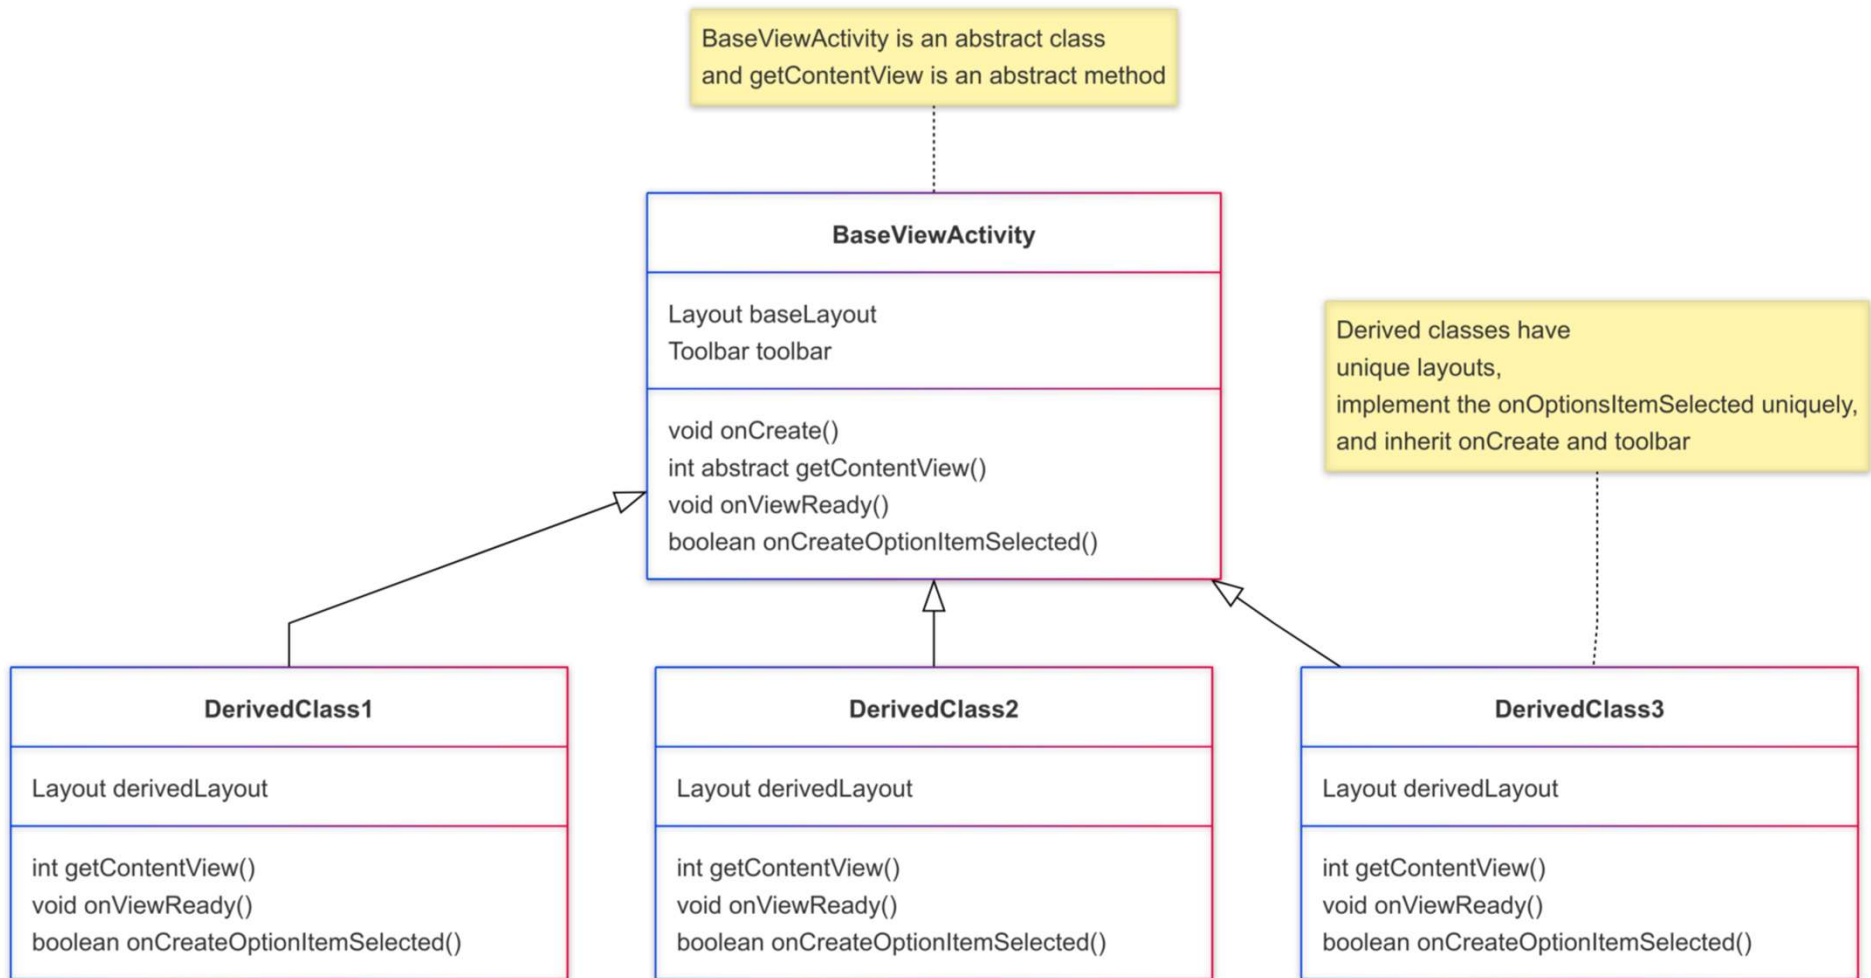 BaseViewActivity is an abstract class
and getContentView is an abstract method
BaseViewActivity
Layout baseLayout
Toolbar toolbar
void onCreate()
int abstract getContentView()
void onViewReady()
boolean onCreateOptionItemSelected()
Derived classes have
unique layouts,
implement the onOptionsItemSelected uniquely,
and inherit onCreate and toolbar
DerivedClass1
Layout derivedLayout
int getContentView()
void onViewReady()
boolean onCreateOptionItemSelected()
DerivedClass2
Layout derivedLayout
int getContentView()
void onViewReady()
boolean onCreateOptionItemSelected()
DerivedClass3
Layout derivedLayout
int getContentView()
void onViewReady()
boolean onCreateOptionItemSelected()